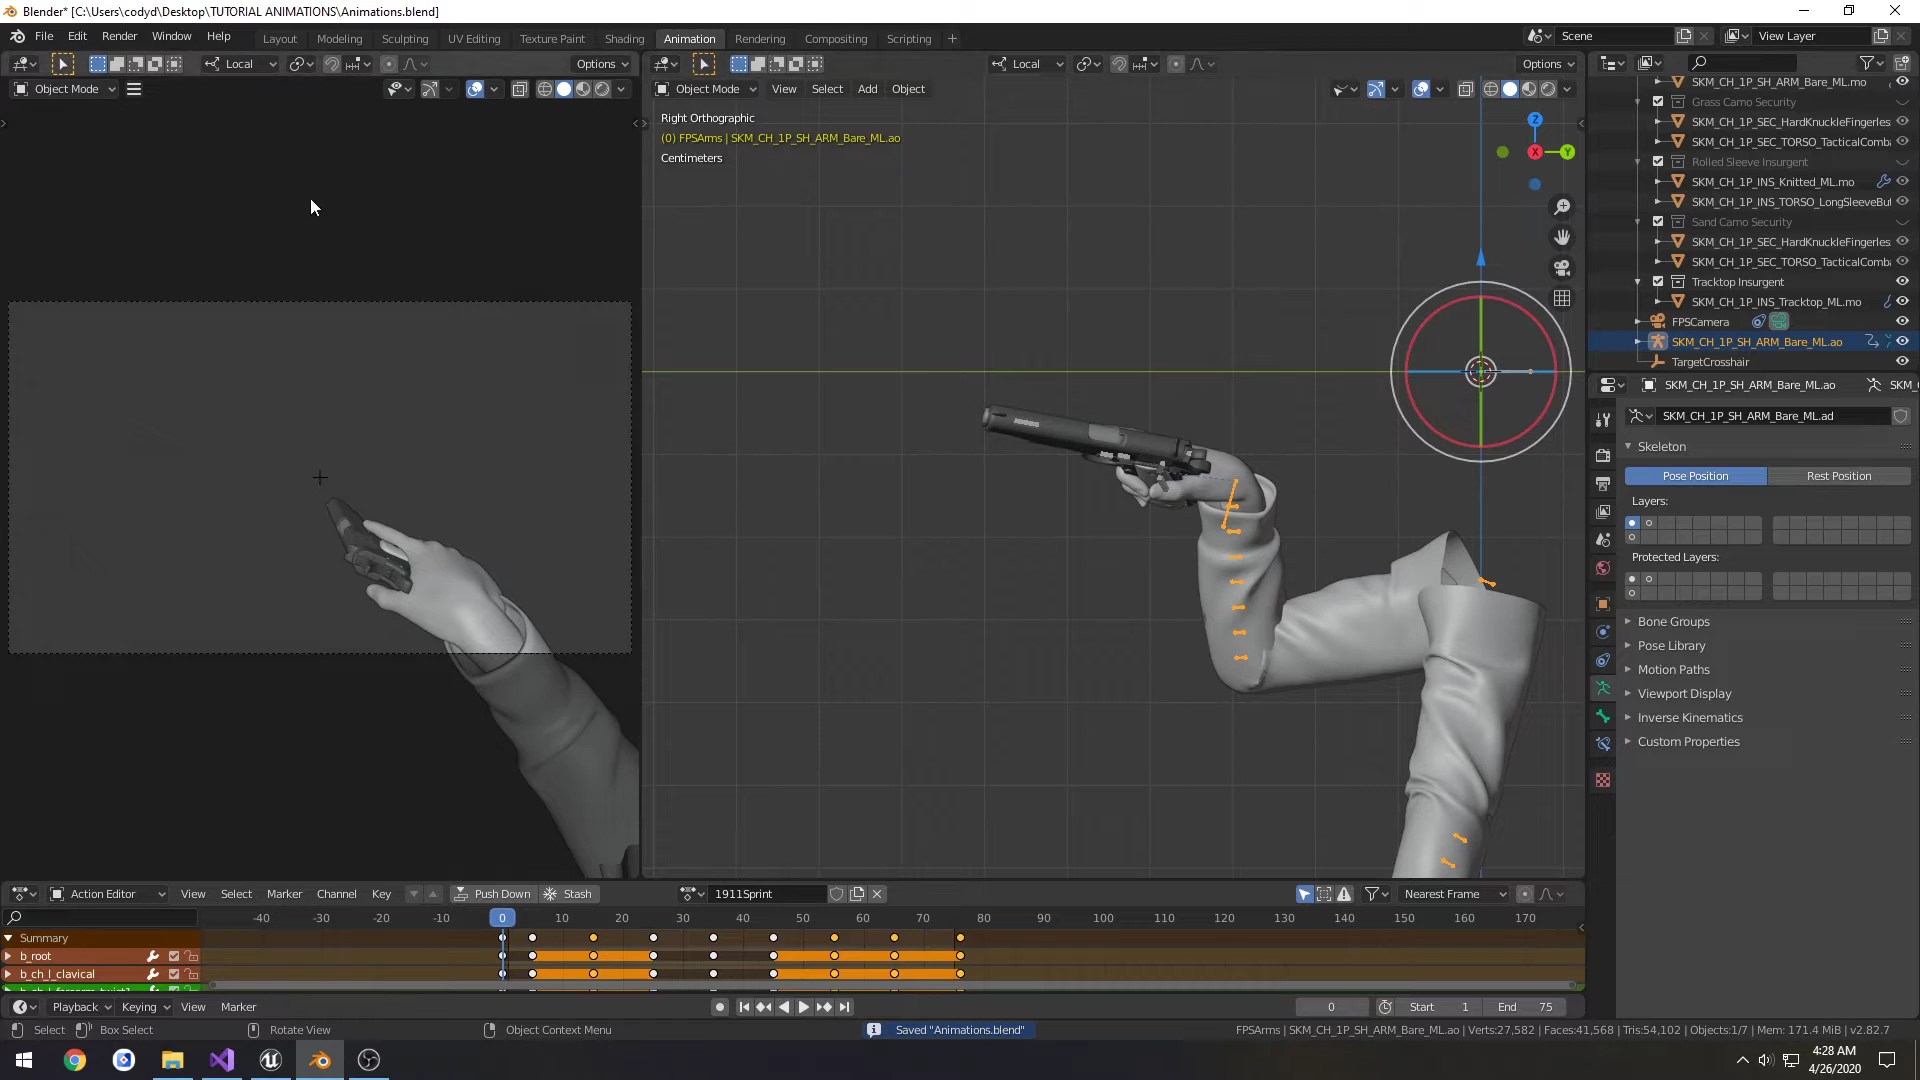 Blender* [C:\Users\codyd\Desktop\TUTORIAL ANIMATIONS\Animations.blend]
File Edit Render Window Help Layout Modeling Sculpting UV Editing Texture Paint Shading Animation Rendering Compositing Scripting + Scene View Layer
Local Options Local Options
Object Mode Object Mode View Select Add Object
Right Orthographic
(0) FPSArms | SKM_CH_1P_SH_ARM_Bare_ML.ao
Centimeters
Z
X
Y
SKM_CH_1P_SH_ARM_Bare_ML.mo
Grass Camo Security
SKM_CH_1P_SEC_HardKnuckleFingerles
SKM_CH_1P_SEC_TORSO_TacticalComba
Rolled Sleeve Insurgent
SKM_CH_1P_INS_Knitted_ML.mo
SKM_CH_1P_INS_TORSO_LongSleeveBut
Sand Camo Security
SKM_CH_1P_SEC_HardKnuckleFingerles
SKM_CH_1P_SEC_TORSO_TacticalComba
Tracktop Insurgent
SKM_CH_1P_INS_Tracktop_ML.mo
FPSCamera
SKM_CH_1P_SH_ARM_Bare_ML.ao
TargetCrosshair
SKM_CH_1P_SH_ARM_Bare_ML.ao SKM_
SKM_CH_1P_SH_ARM_Bare_ML.ad
Skeleton
Pose Position Rest Position
Layers:
Protected Layers:
Bone Groups
Pose Library
Motion Paths
Viewport Display
Inverse Kinematics
Custom Properties
Action Editor View Select Marker Channel Key Push Down Stash 1911Sprint Nearest Frame
-40 -30 -20 -10 0 10 20 30 40 50 60 70 80 90 100 110 120 130 140 150 160 170
Summary
b_root
b_ch_l_clavical
Playback Keying View Marker 0 Start 1 End 75
Select Box Select Rotate View Object Context Menu Saved "Animations.blend" FPSArms | SKM_CH_1P_SH_ARM_Bare_ML.ao | Verts:27,582 | Faces:41,568 | Tris:54,102 | Objects:1/7 | Mem: 171.4 MiB | v2.82.7
4:28 AM
4/26/2020